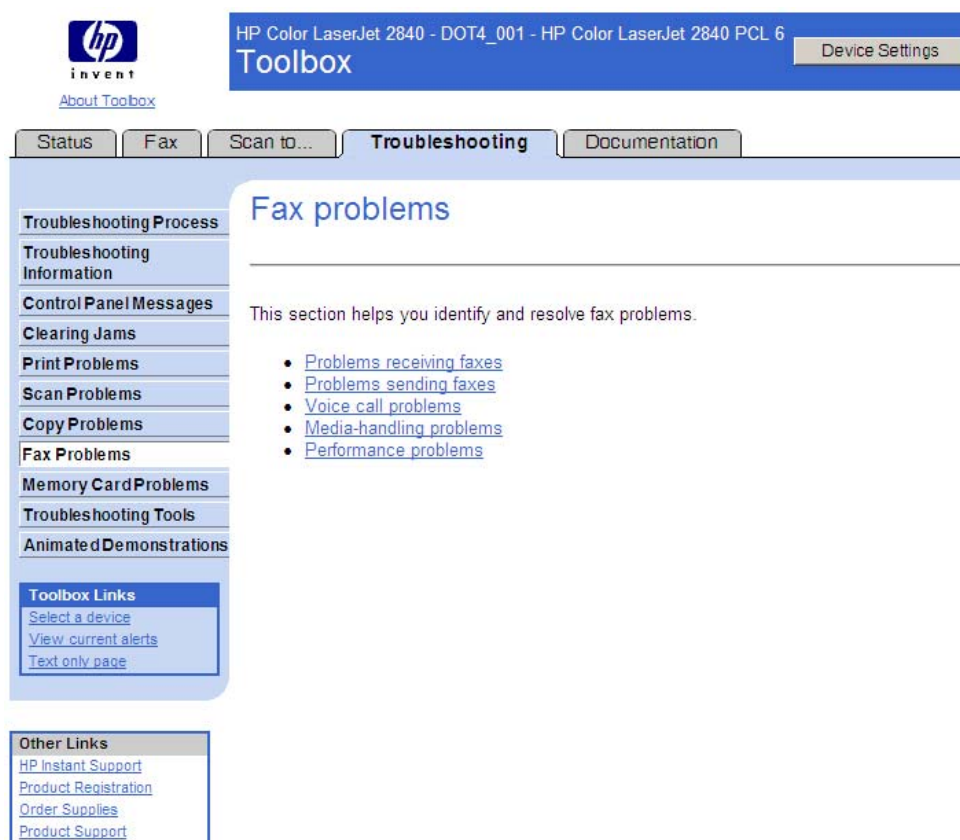 hp
invent
About Toolbox
HP Color LaserJet 2840 - DOT4_001 - HP Color LaserJet 2840 PCL 6
Toolbox
Device Settings
Status
Fax
Scan to...
Troubleshooting
Documentation
Troubleshooting Process
Troubleshooting
Information
Control Panel Messages
Clearing Jams
Print Problems
Scan Problems
Copy Problems
Fax Problems
Memory Card Problems
Troubleshooting Tools
Animated Demonstrations
Toolbox Links
Select a device
View current alerts
Text only page
Other Links
HP Instant Support
Product Registration
Order Supplies
Product Support
Fax problems
This section helps you identify and resolve fax problems.
• Problems receiving faxes
• Problems sending faxes
• Voice call problems
• Media-handling problems
• Performance problems